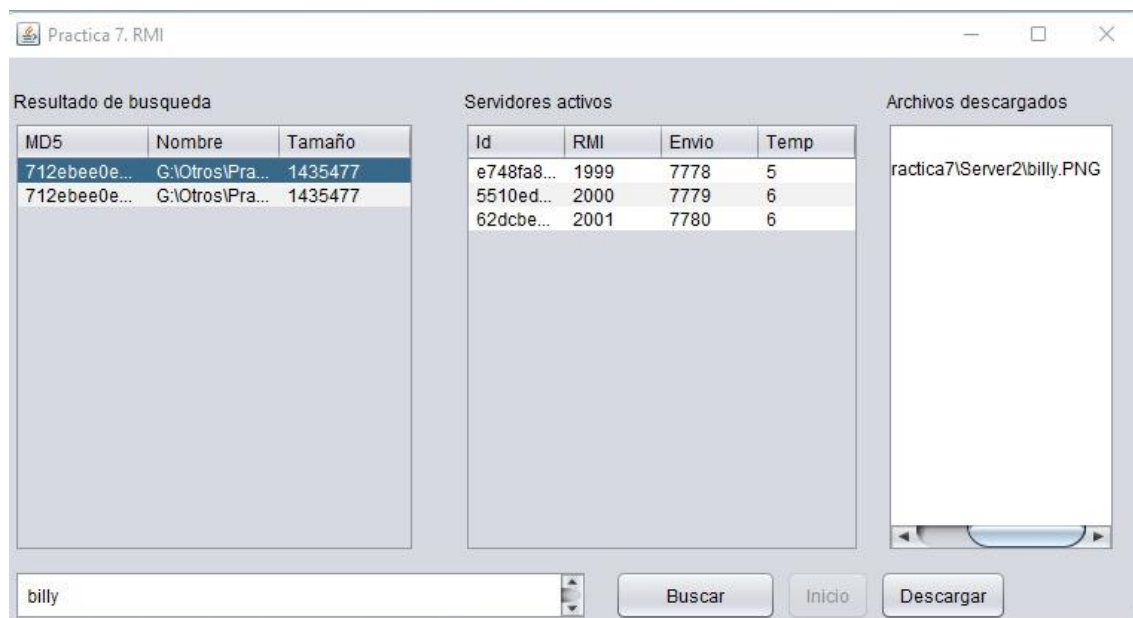 Practica 7. RMI
Resultado de busqueda
MD5 Nombre Tamaño
712ebee0e... G:\Otros\Pra... 1435477
712ebee0e... G:\Otros\Pra... 1435477
Servidores activos
Id RMI Envio Temp
e748fa8... 1999 7778 5
5510ed... 2000 7779 6
62dcbe... 2001 7780 6
Archivos descargados
ractica7\Server2\billy.PNG
billy
Buscar
Inicio
Descargar